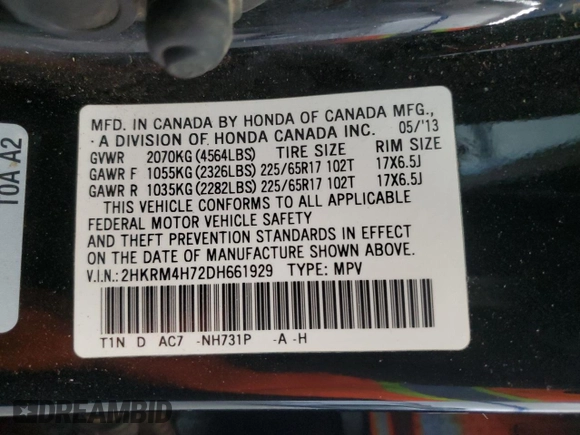 MFD. IN CANADA BY HONDA OF CANADA MFG.,
A DIVISION OF HONDA CANADA INC. 05/'13
GVWR 2070KG (4564LBS) TIRE SIZE RIM SIZE
GAWR F 1055KG (2326LBS) 225/65R17 102T 17X6.5J
GAWR R 1035KG (2282LBS) 225/65R17 102T 17X6.5J
THIS VEHICLE CONFORMS TO ALL APPLICABLE
FEDERAL MOTOR VEHICLE SAFETY
AND THEFT PREVENTION STANDARDS IN EFFECT
ON THE DATE OF MANUFACTURE SHOWN ABOVE.
V.I.N.:2HKRM4H72DH661929 TYPE: MPV
T1N D AC7 -NH731P -A -H
10A A2
DREAMBID